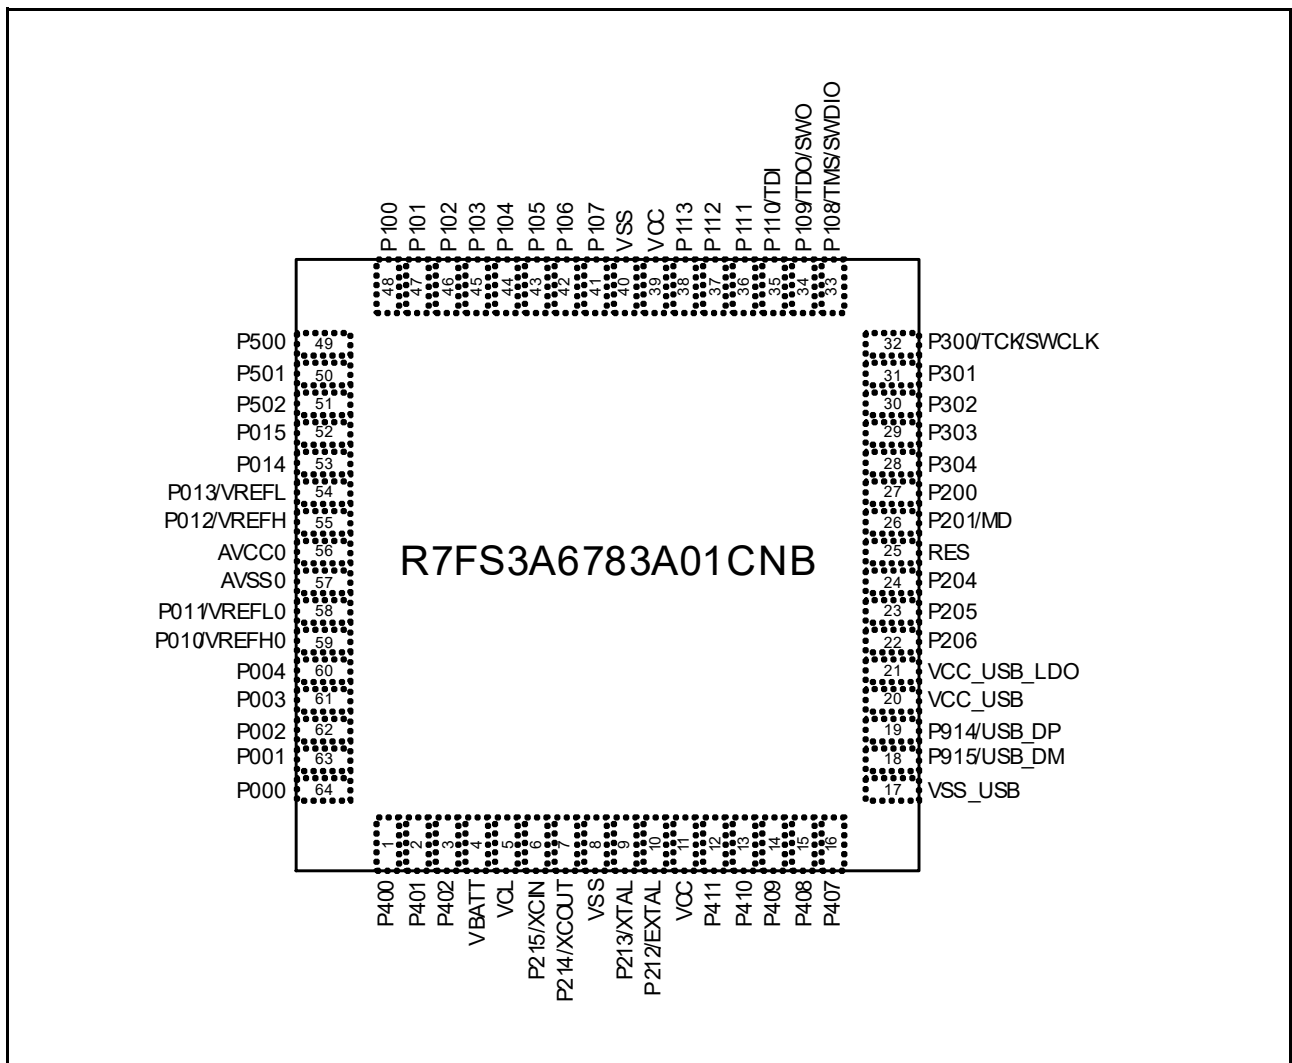 P100
P101
P102
P103
P104
P105
P106
P107
VSS
VCC
P113
P112
P111
P110/TDI
P109/TDO/SWO
P108/TMS/SWDIO
48
47
46
45
44
43
42
41
40
39
38
37
36
35
34
33
P500 49
P501 50
P502 51
P015 52
P014 53
P013/VREFL 54
P012/VREFH 55
AVCC0 56
AVSS0 57
P011/VREFL0 58
P010/VREFH0 59
P004 60
P003 61
P002 62
P001 63
P000 64
R7FS3A6783A01CNB
32 P300/TCK/SWCLK
31 P301
30 P302
29 P303
28 P304
27 P200
26 P201/MD
25 RES
24 P204
23 P205
22 P206
21 VCC_USB_LDO
20 VCC_USB
19 P914/USB_DP
18 P915/USB_DM
17 VSS_USB
1
2
3
4
5
6
7
8
9
10
11
12
13
14
15
16
P400
P401
P402
VBATT
VCL
P215/XCIN
P214/XCOUT
VSS
P213/XTAL
P212/EXTAL
VCC
P411
P410
P409
P408
P407